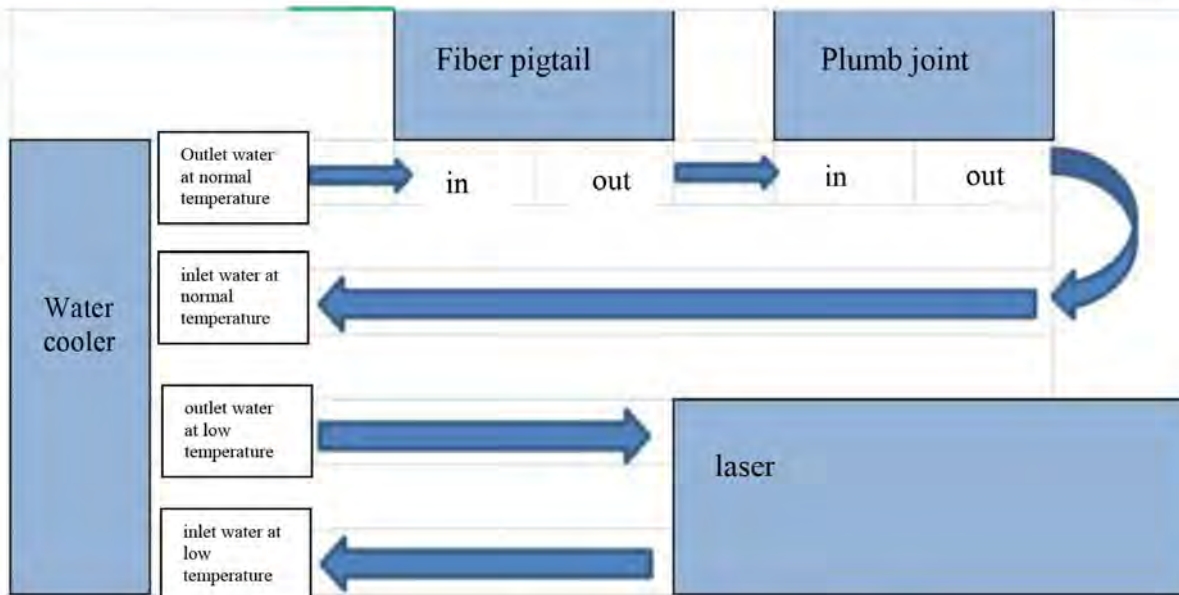 Fiber pigtail
Plumb joint
Outlet water
at normal
temperature
in
out
in
out
inlet water at
normal
temperature
Water
cooler
outlet water
at low
temperature
laser
inlet water at
low
temperature